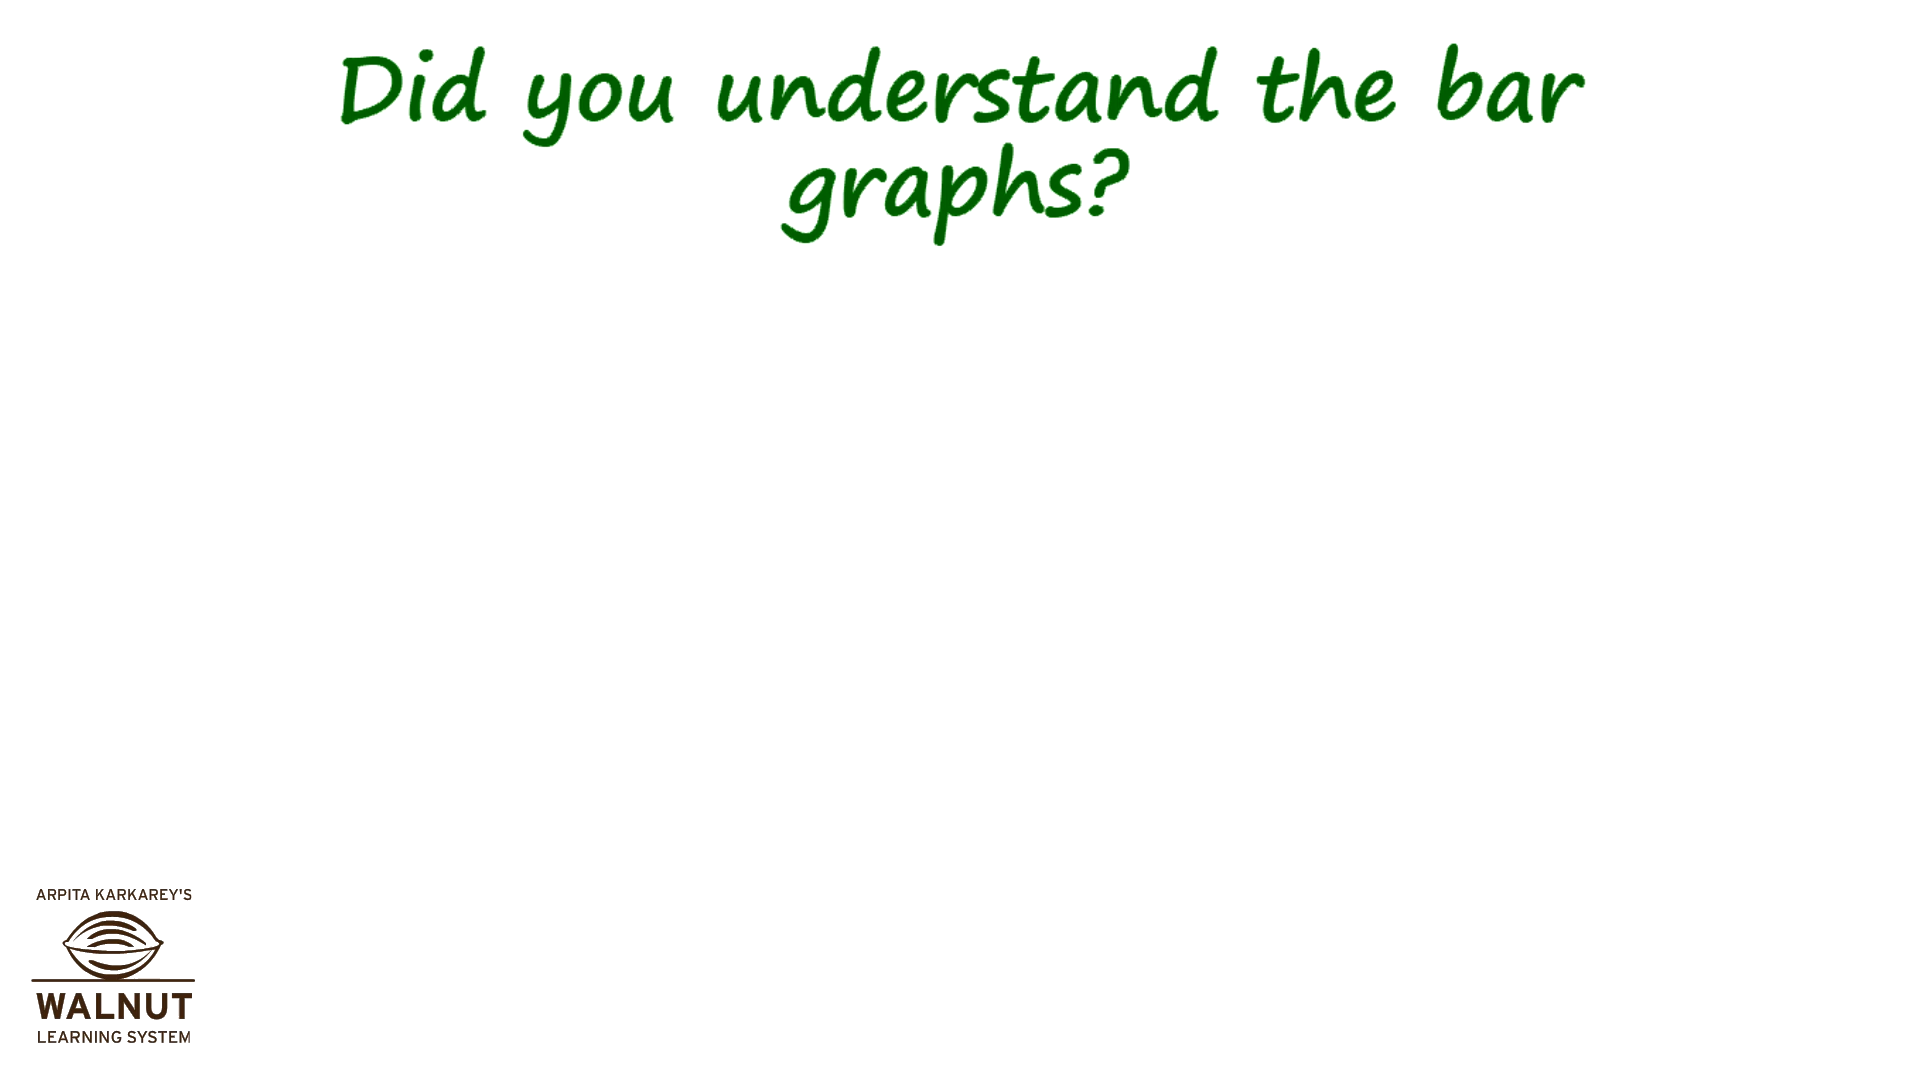 Did you understand the bar
graphs?
ARPITA KARKAREY'S
WALNUT
LEARNING SYSTEM